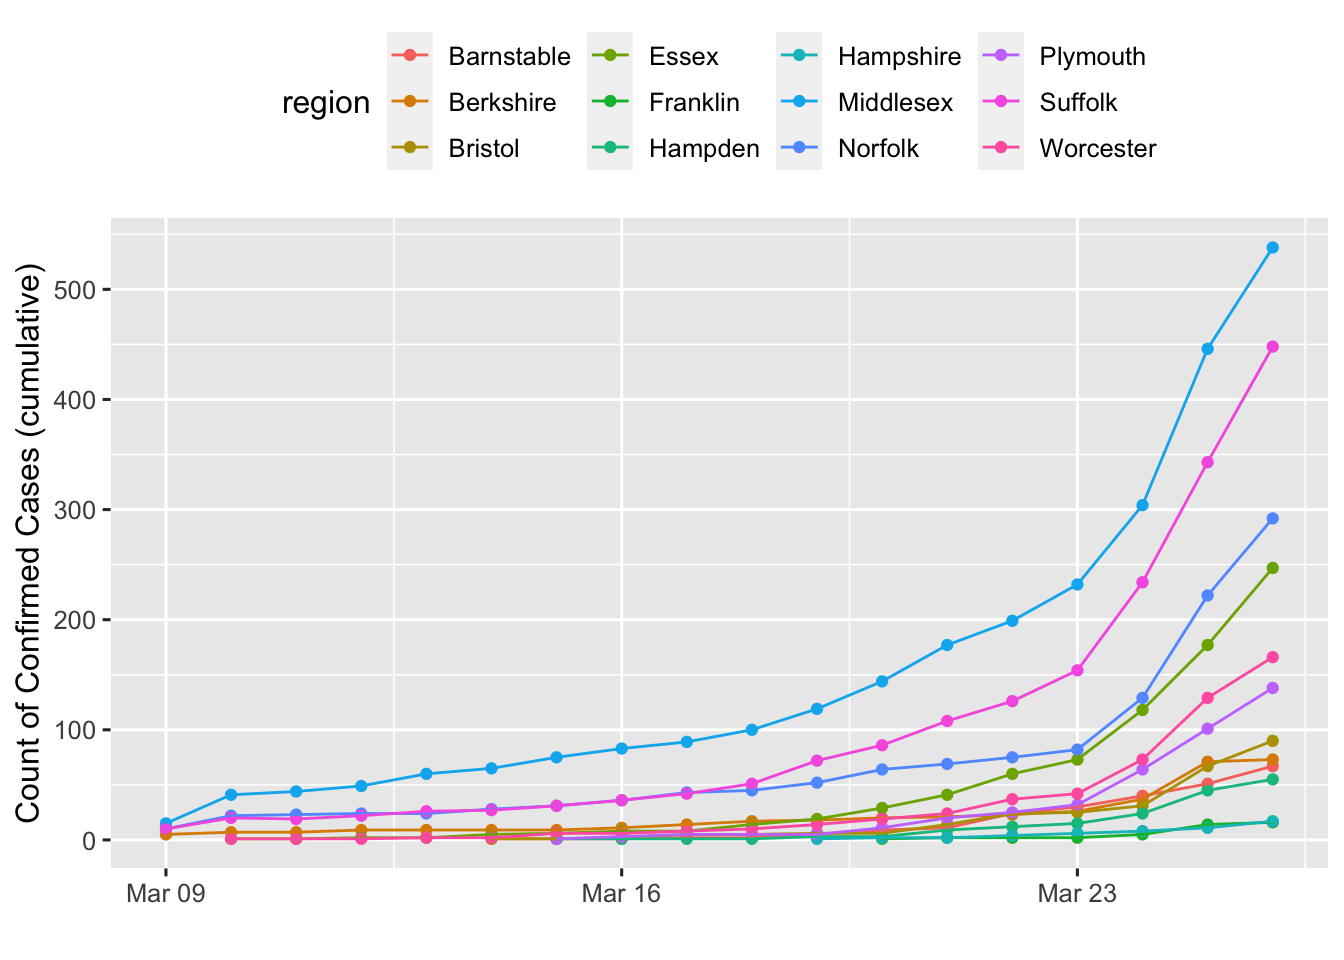 region
Barnstable
Essex
Hampshire
Plymouth
Berkshire
Franklin
Middlesex
Suffolk
Bristol
Hampden
Norfolk
Worcester
Count of Confirmed Cases (cumulative)
500
400
300
200
100
0
Mar 09
Mar 16
Mar 23